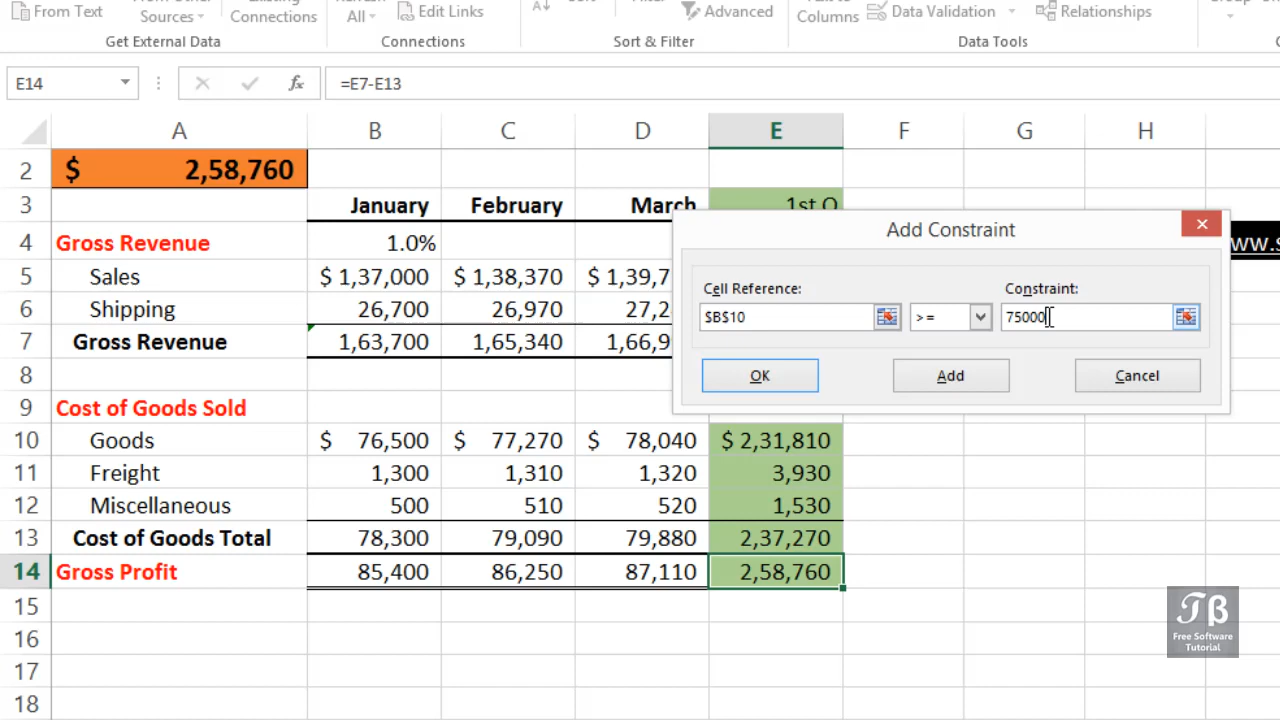 From Text
Sources
Connections
All
Edit Links
Advanced
Columns
Data Validation
Relationships
Get External Data
Connections
Sort & Filter
Data Tools
E14
fx
=E7-E13
A B C D E F G H
2 $ 2,58,760
3 January February March 1st Q
4 Gross Revenue 1.0%
5 Sales $ 1,37,000 $ 1,38,370 $ 1,39,7
6 Shipping 26,700 26,970 27,2
7 Gross Revenue 1,63,700 1,65,340 1,66,9
8
9 Cost of Goods Sold
10 Goods $ 76,500 $ 77,270 $ 78,040 $ 2,31,810
11 Freight 1,300 1,310 1,320 3,930
12 Miscellaneous 500 510 520 1,530
13 Cost of Goods Total 78,300 79,090 79,880 2,37,270
14 Gross Profit 85,400 86,250 87,110 2,58,760
15
16
17
18
Add Constraint
Cell Reference:
Constraint:
$B$10 >= 75000
OK Add Cancel
ww.s
TB
Free Software
Tutorial